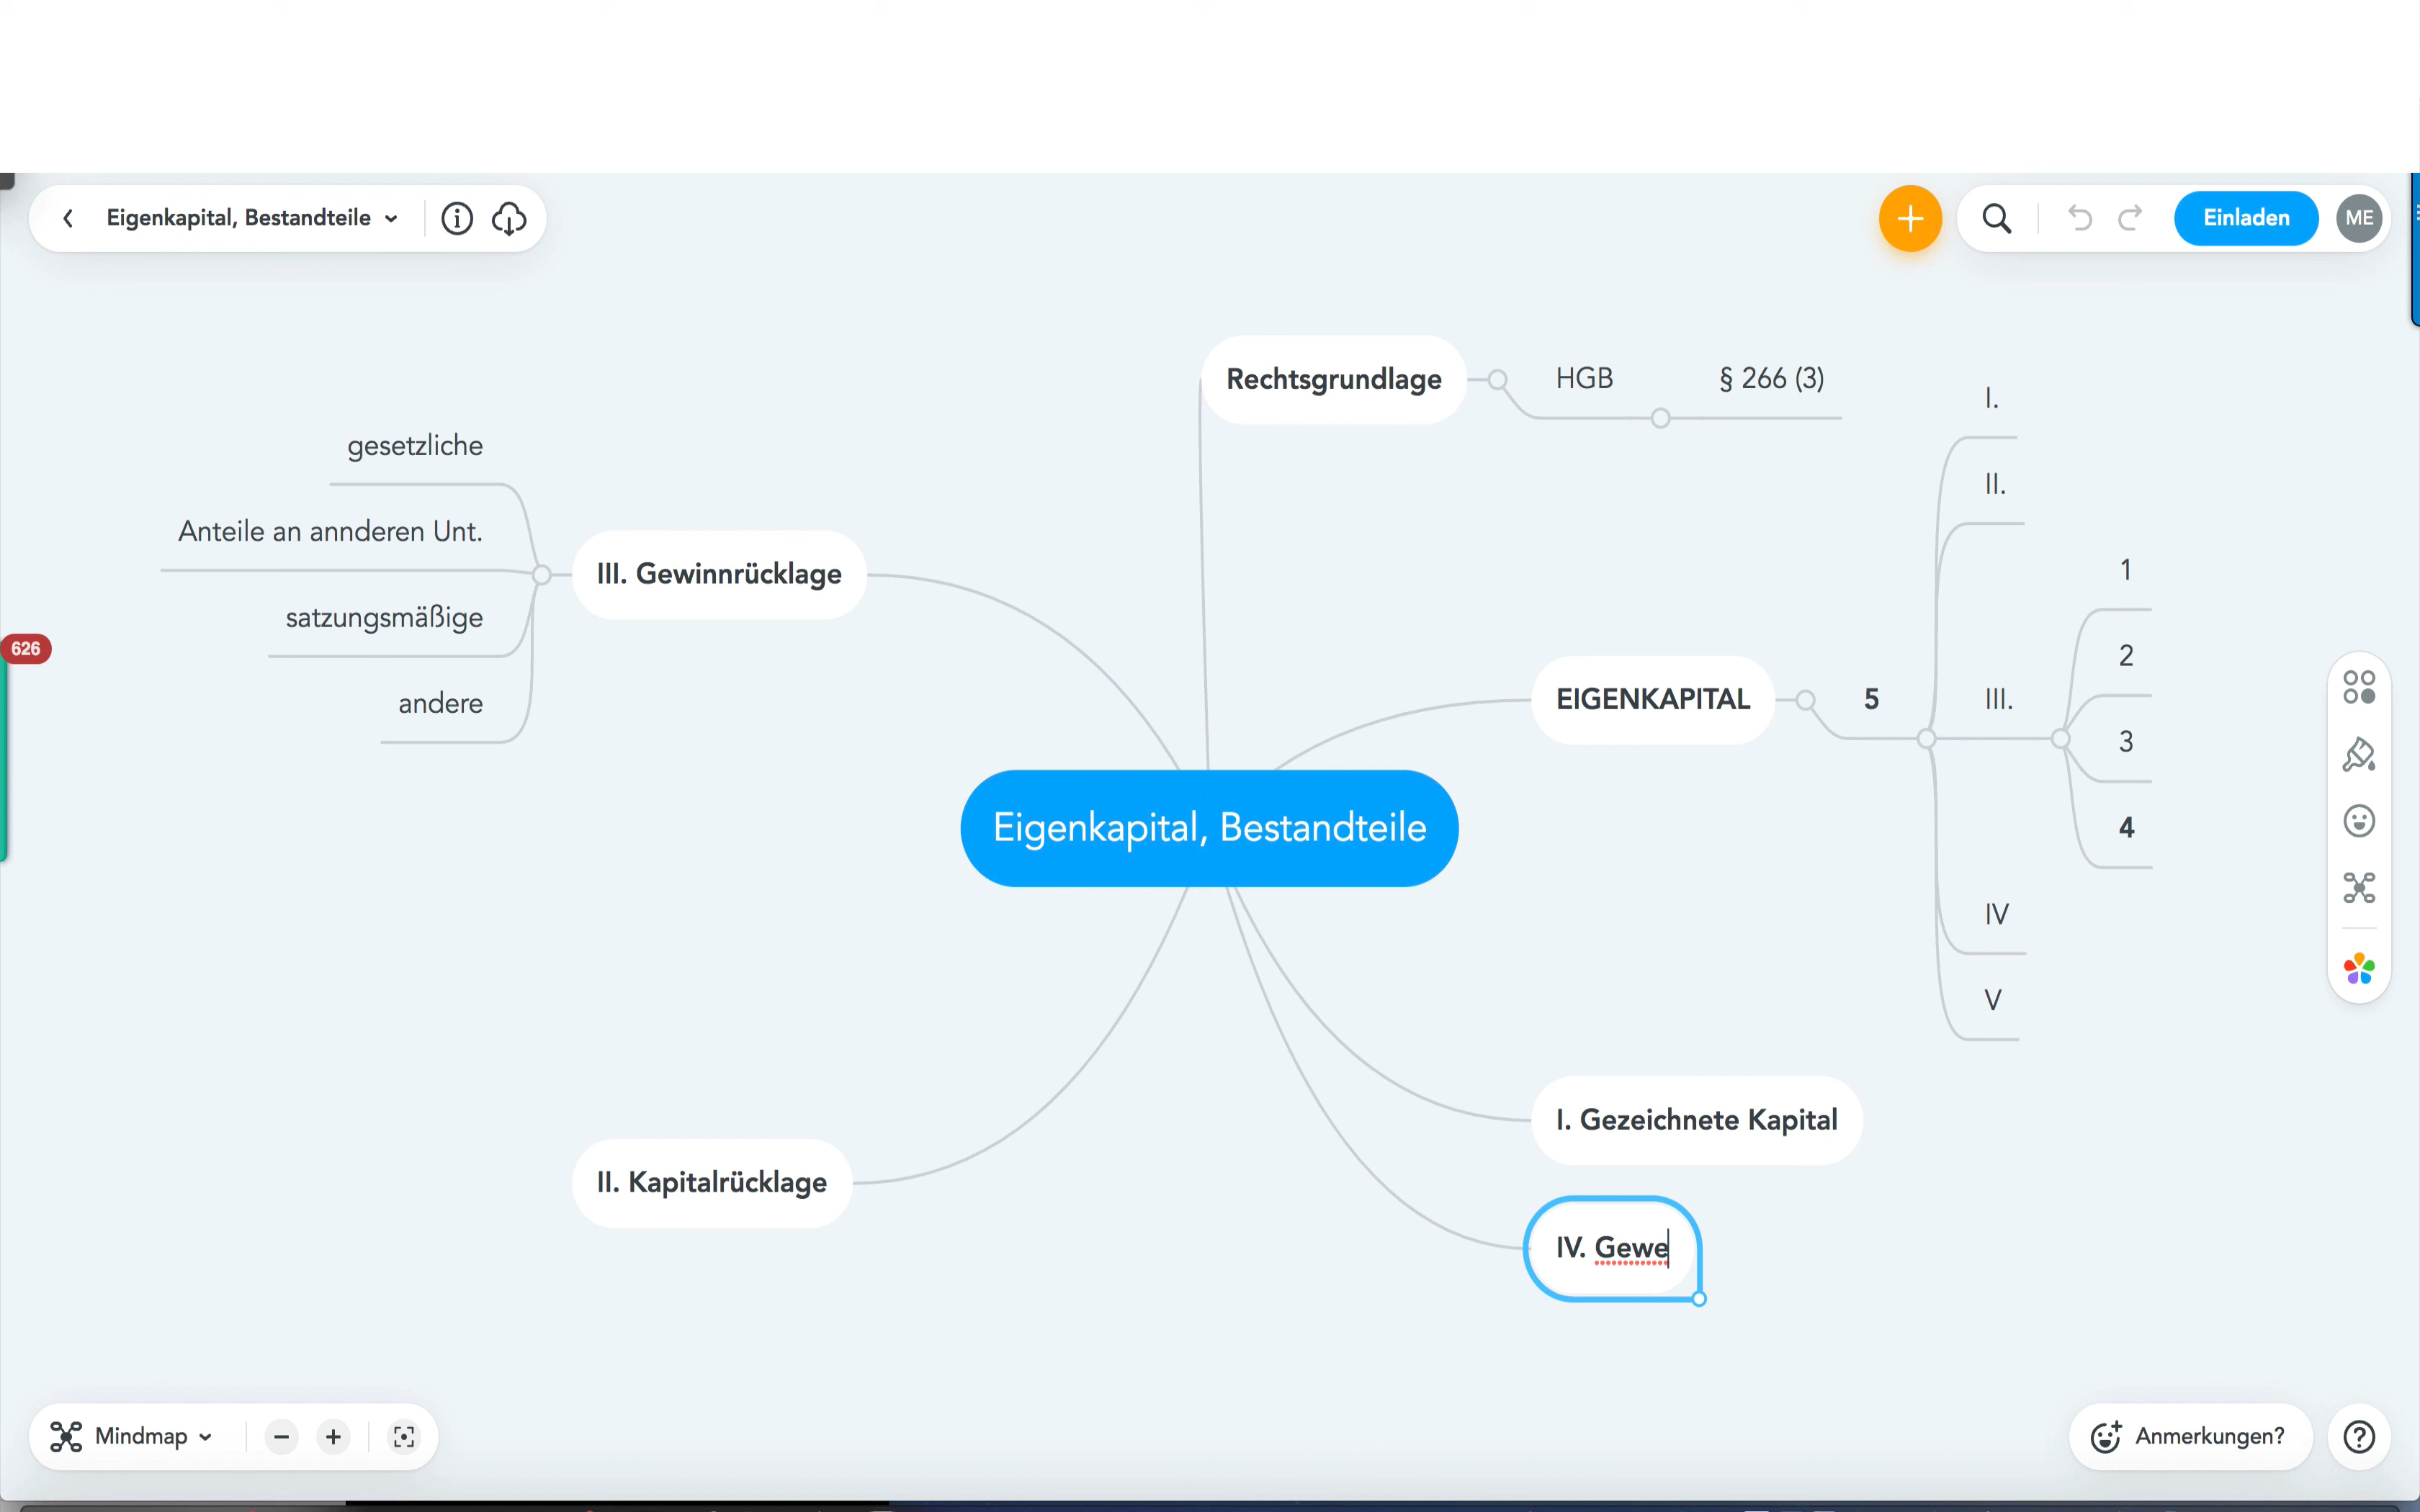 Eigenkapital, Bestandteile
Einladen
ME
Rechtsgrundlage
HGB
§ 266 (3)
I.
II.
gesetzliche
Anteile an annderen Unt.
III. Gewinnrücklage
satzungsmäßige
andere
626
EIGENKAPITAL
5
III.
1
2
3
4
IV
V
Eigenkapital, Bestandteile
I. Gezeichnete Kapital
II. Kapitalrücklage
IV. Gewe
Mindmap
Anmerkungen?